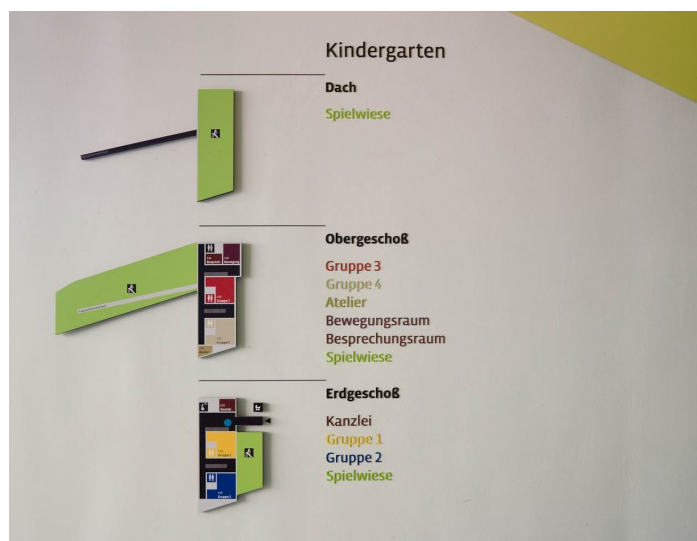 Kindergarten
Dach
Spielwiese
Obergeschoß
Gruppe 3
Gruppe 4
Atelier
Bewegungsraum
Besprechungsraum
Spielwiese
Erdgeschoß
Kanzlei
Gruppe 1
Gruppe 2
Spielwiese